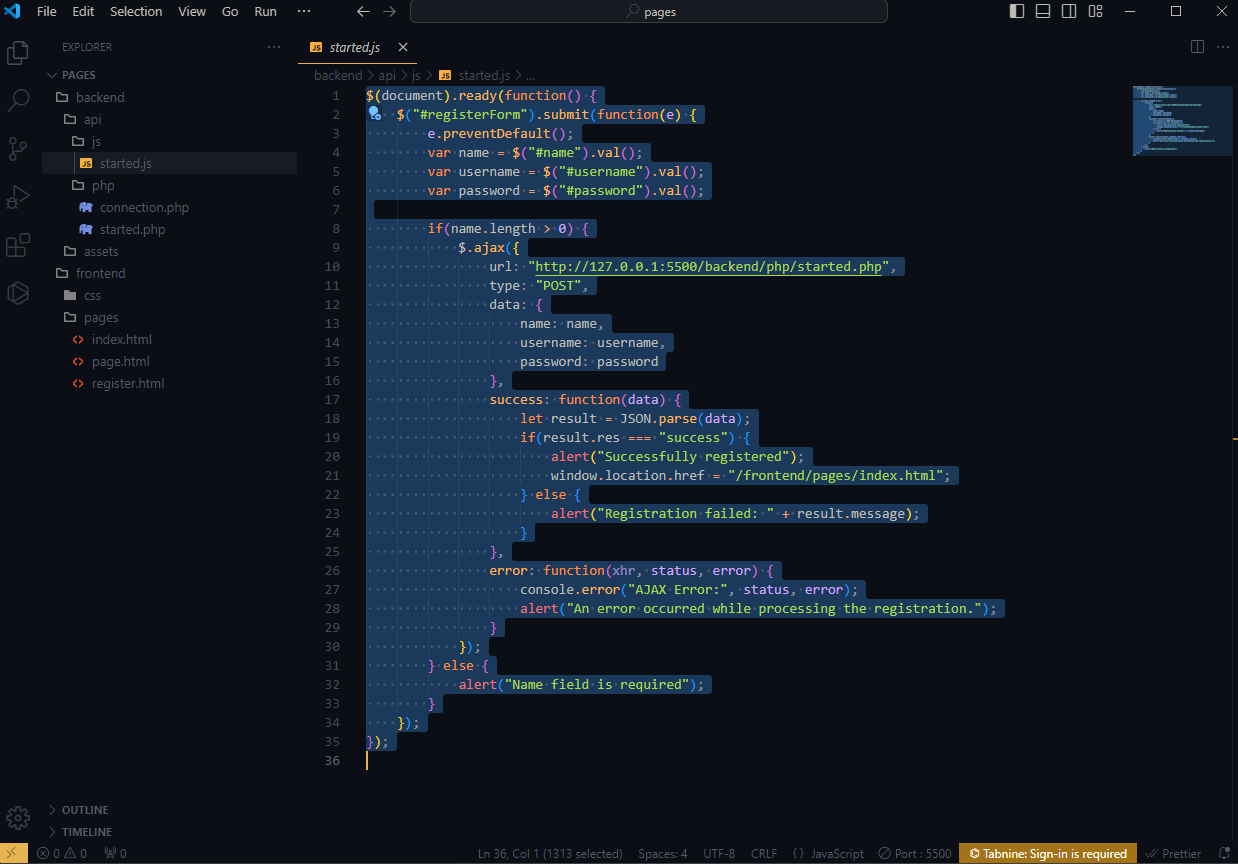 File Edit Selection View Go Run ··· pages
EXPLORER ···
PAGES
backend
api
js
JS started.js
php
connection.php
started.php
assets
frontend
css
pages
index.html
page.html
register.html
OUTLINE
TIMELINE
JS started.js
backend > api > js > JS started.js > ...
1 $(document).ready(function() {
2     $("#registerForm").submit(function(e) {
3         e.preventDefault();
4         var name = $("#name").val();
5         var username = $("#username").val();
6         var password = $("#password").val();
7
8         if(name.length > 0) {
9             $.ajax({
10                 url: "http://127.0.0.1:5500/backend/php/started.php",
11                 type: "POST",
12                 data: {
13                     name: name,
14                     username: username,
15                     password: password
16                 },
17                 success: function(data) {
18                     let result = JSON.parse(data);
19                     if(result.res === "success") {
20                         alert("Successfully registered");
21                         window.location.href = "/frontend/pages/index.html";
22                     } else {
23                         alert("Registration failed: " + result.message);
24                     }
25                 },
26                 error: function(xhr, status, error) {
27                     console.error("AJAX Error:", status, error);
28                     alert("An error occurred while processing the registration.");
29                 }
30             });
31         } else {
32             alert("Name field is required");
33         }
34     });
35 });
36
0 0 0 Ln 36, Col 1 (1313 selected) Spaces: 4 UTF-8 CRLF {} JavaScript Port : 5500 Tabnine: Sign-in is required Prettier